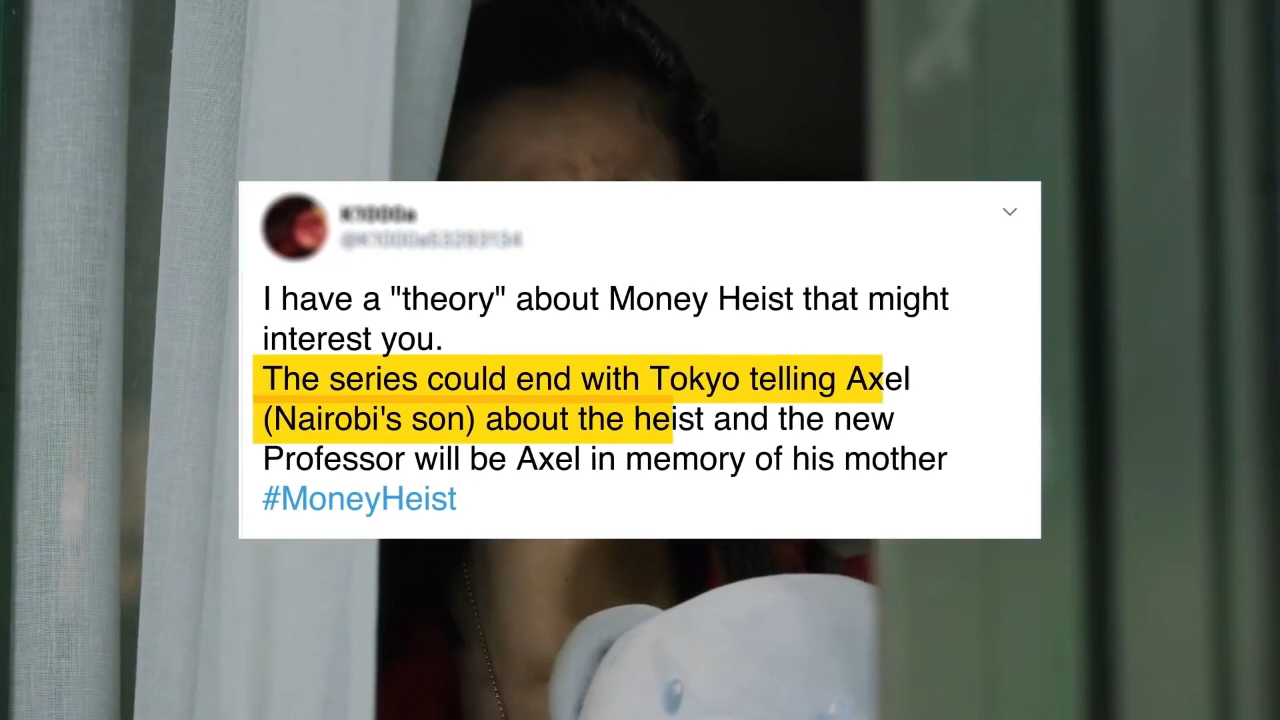 I have a "theory" about Money Heist that might
interest you.
The series could end with Tokyo telling Axel
(Nairobi's son) about the heist and the new
Professor will be Axel in memory of his mother
#MoneyHeist